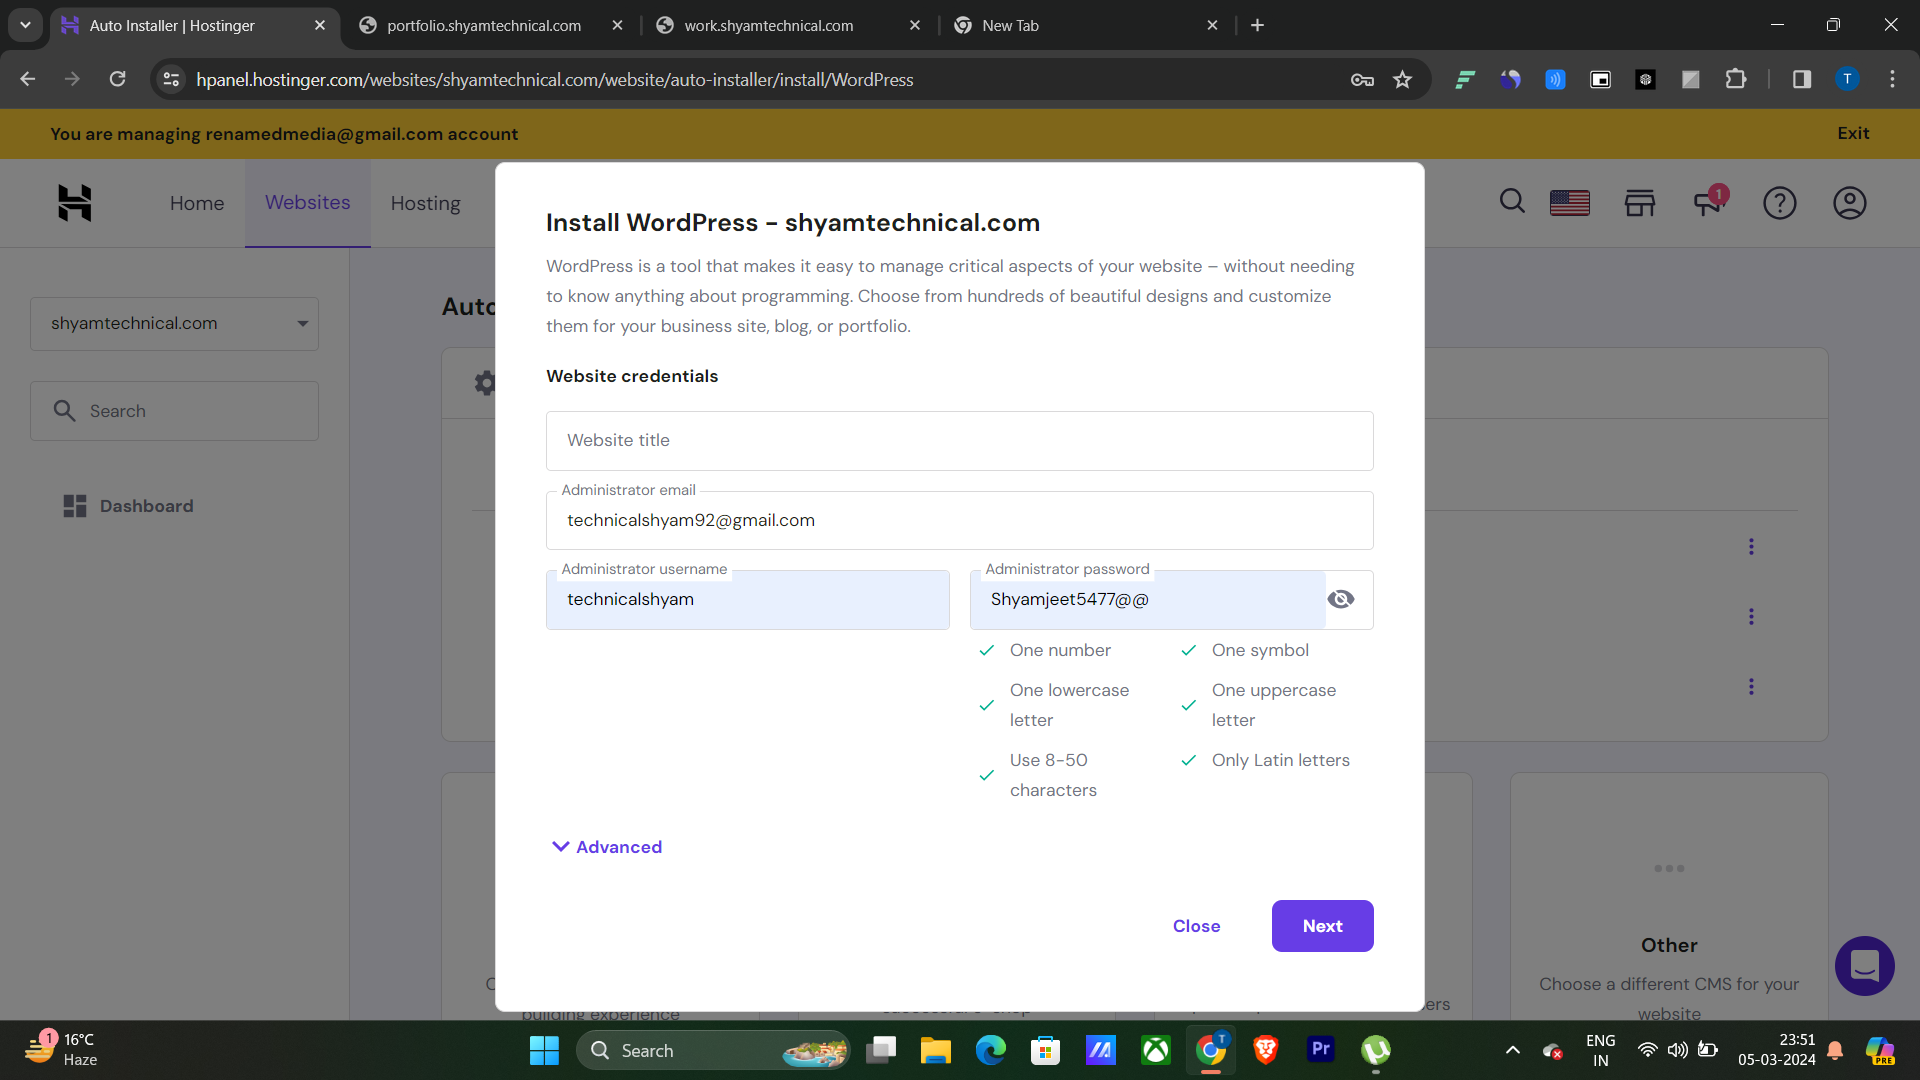 Auto Installer | Hostinger
portfolio.shyamtechnical.com
work.shyamtechnical.com
New Tab
hpanel.hostinger.com/websites/shyamtechnical.com/website/auto-installer/install/WordPress
T
You are managing renamedmedia@gmail.com account
Exit
Home
Websites
Hosting
1
shyamtechnical.com
Search
Dashboard
Auto
Install WordPress - shyamtechnical.com
WordPress is a tool that makes it easy to manage critical aspects of your website – without needing
to know anything about programming. Choose from hundreds of beautiful designs and customize
them for your business site, blog, or portfolio.
Website credentials
Website title
Administrator email
technicalshyam92@gmail.com
Administrator username
technicalshyam
Administrator password
Shyamjeet5477@@
One number
One symbol
One lowercase
letter
One uppercase
letter
Use 8-50
characters
Only Latin letters
Advanced
Close
Next
Other
Choose a different CMS for your
website
building experience
1
16°C
Haze
Search
T
Pr
ENG
IN
23:51
05-03-2024
PRE